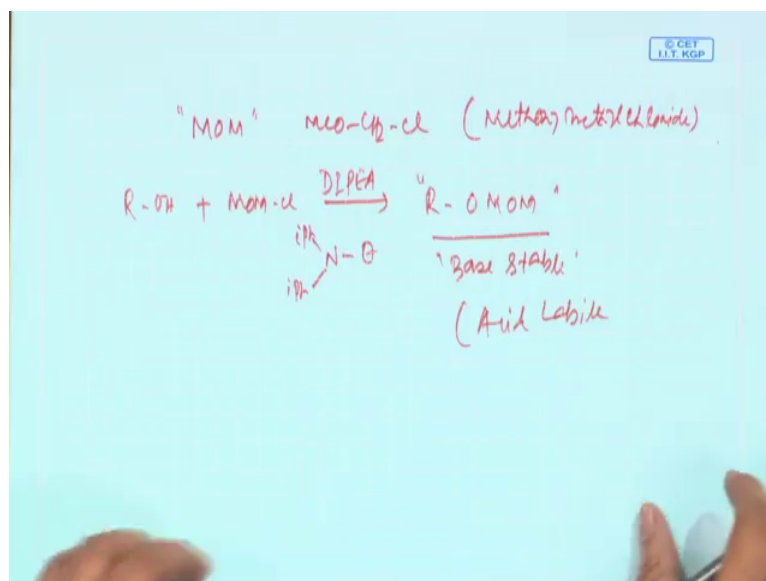 © CET
I.I.T. KGP
"MOM" MeO-CH2-Cl (Methoxy methyl chloride)
R-OH + MOM-Cl DIPEA "R-OMOM"
iPr
N-Et
iPr
'Base Stable'
(Acid Labile